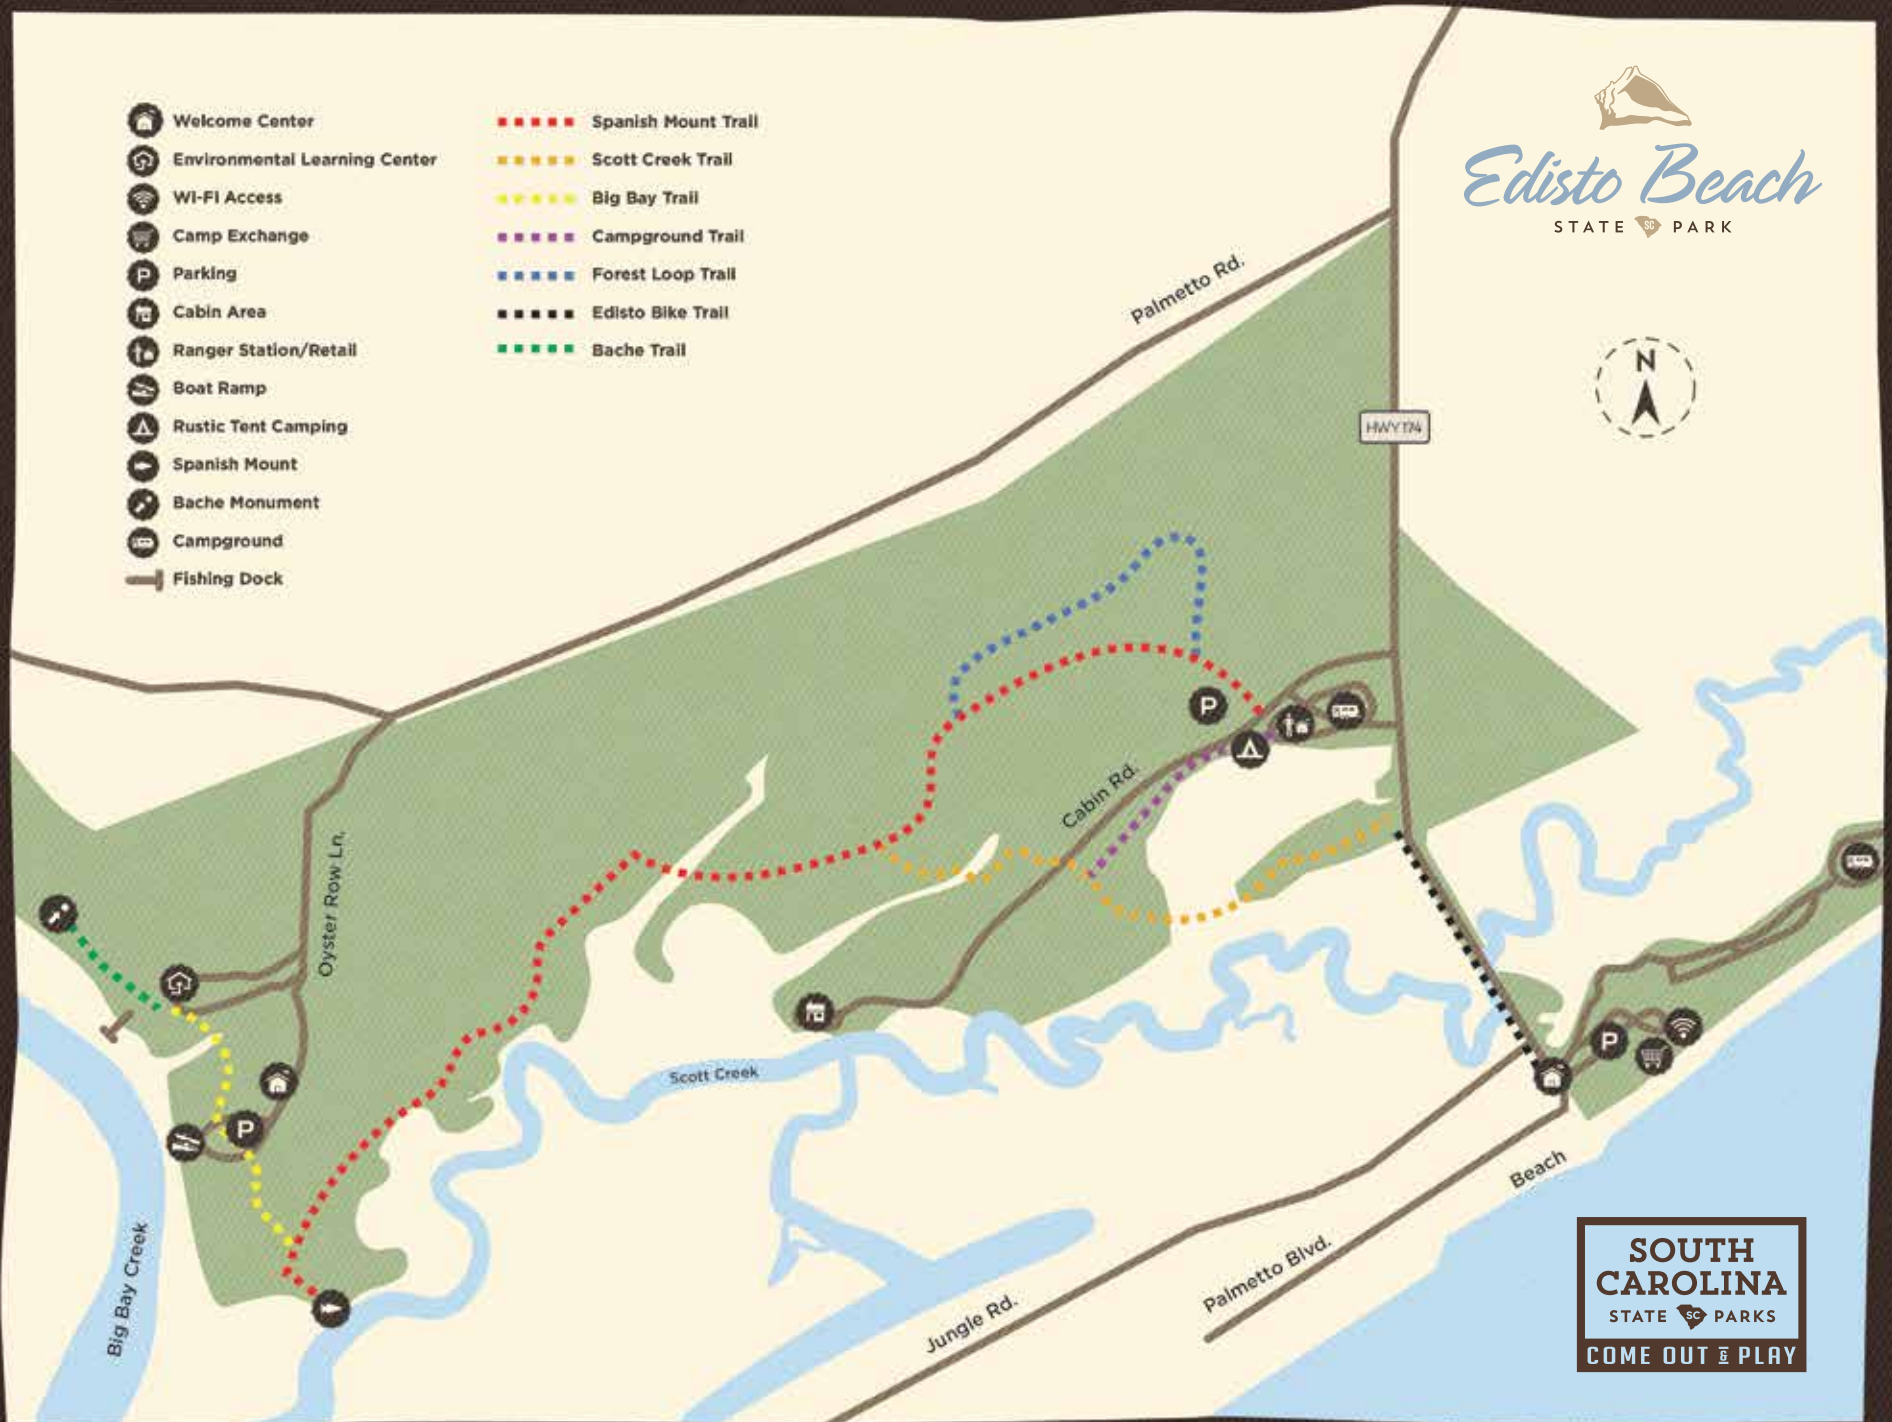 Welcome Center
Environmental Learning Center
WI-FI Access
Camp Exchange
Parking
Cabin Area
Ranger Station/Retail
Boat Ramp
Rustic Tent Camping
Spanish Mount
Bache Monument
Campground
Fishing Dock
Spanish Mount Trail
Scott Creek Trail
Big Bay Trail
Campground Trail
Forest Loop Trail
Edisto Bike Trail
Bache Trail
P
Edisto Beach
STATE SC PARK
N
Palmetto Rd.
HWY 174
P
Cabin Rd.
Oyster Row Ln.
Scott Creek
P
P
Big Bay Creek
Beach
Palmetto Blvd.
Jungle Rd.
SOUTH
CAROLINA
STATE SC PARKS
COME OUT & PLAY